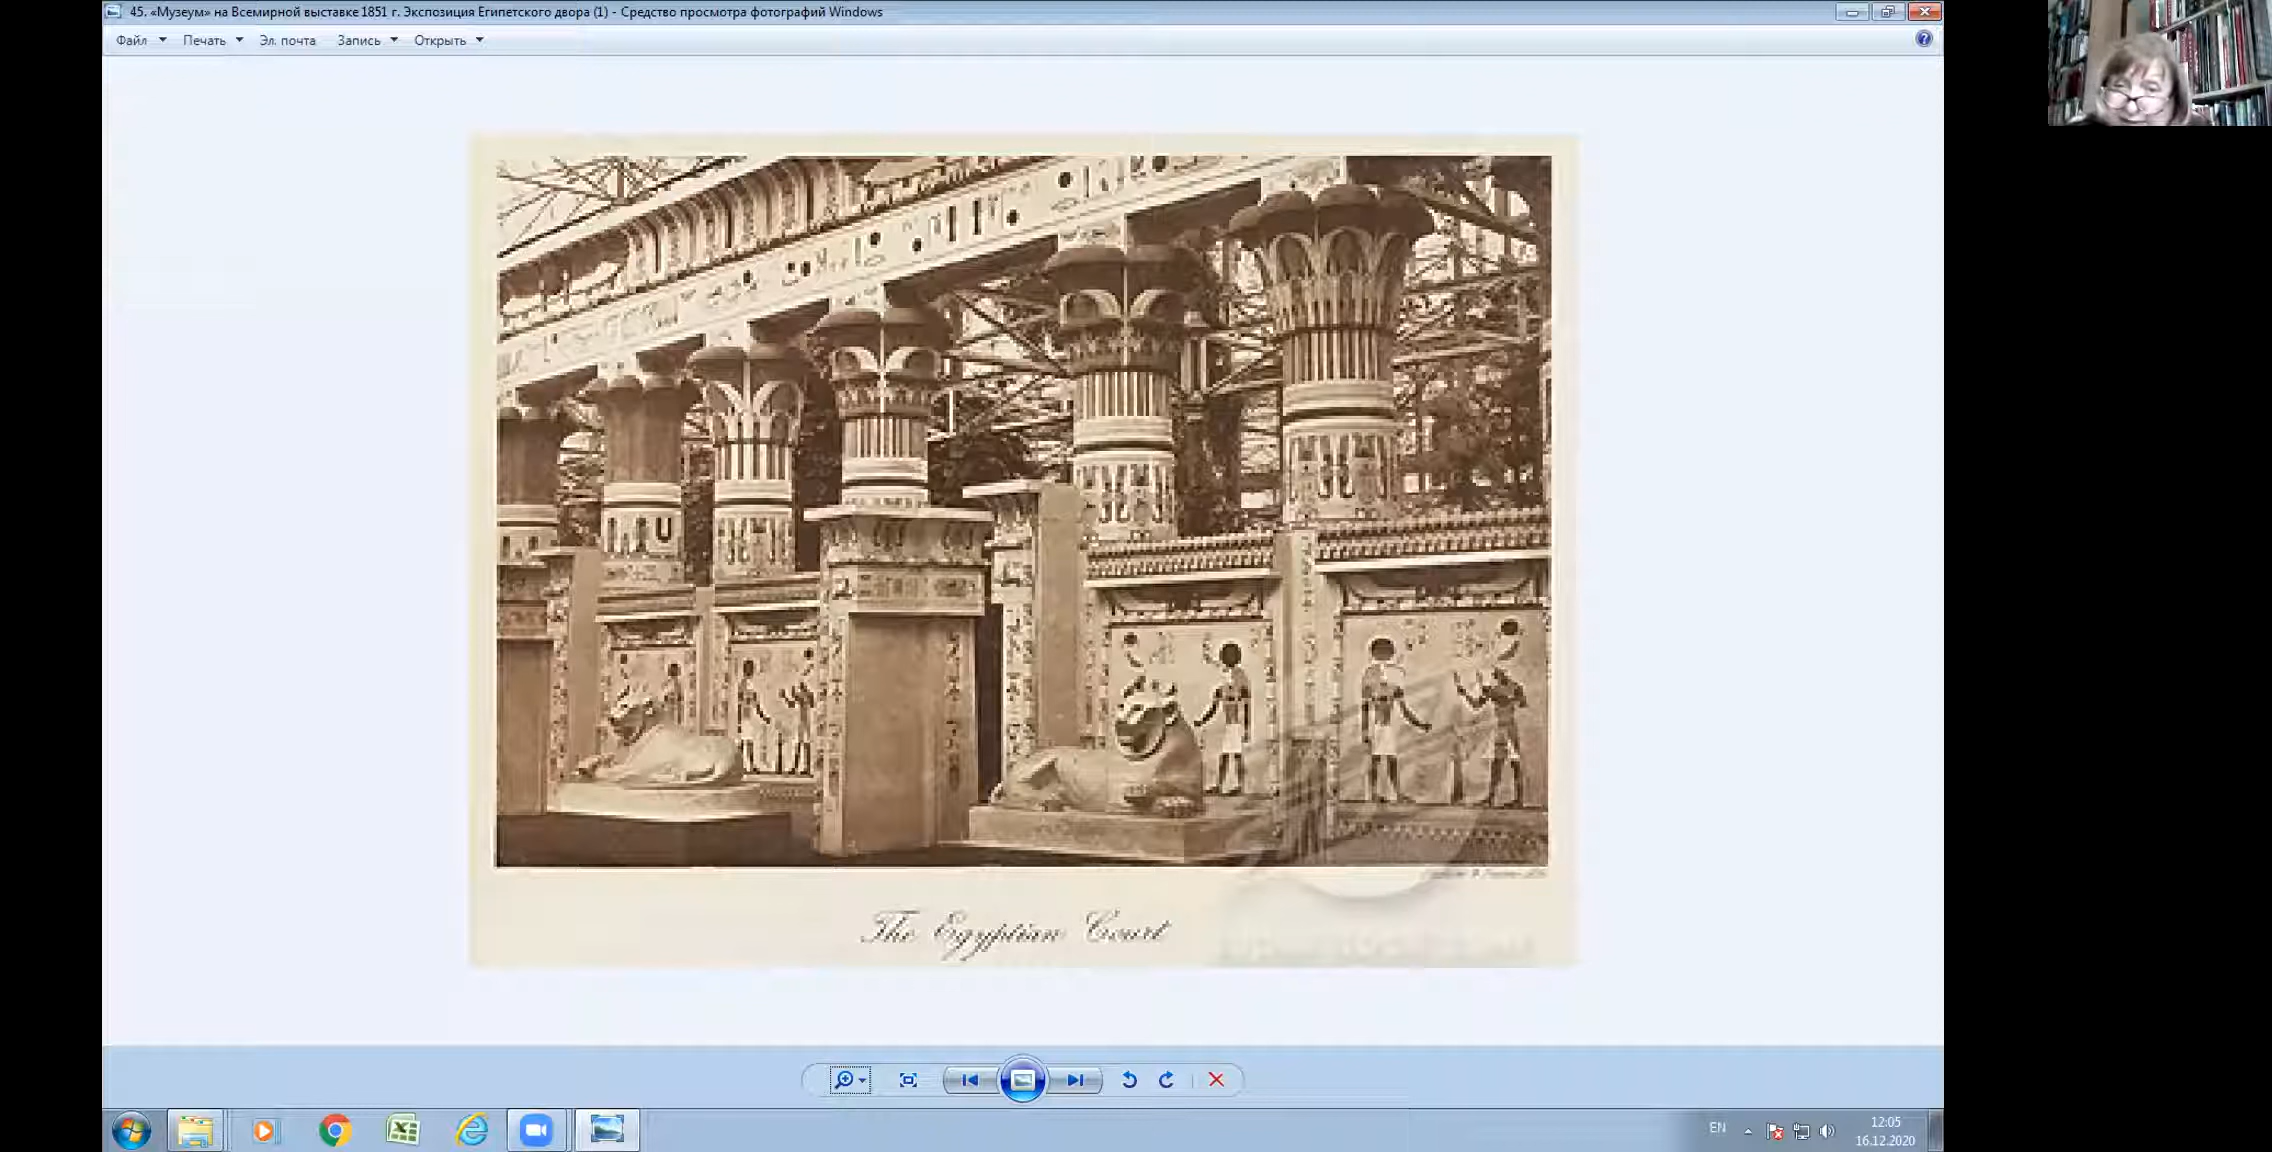 45. «Музеум» на Всемирной выставке 1851 г. Экспозиция Египетского двора (1) - Средство просмотра фотографий Windows
Файл Печать Эл. почта Запись Открыть
The Egyptian Court
EN
12:05
16.12.2020